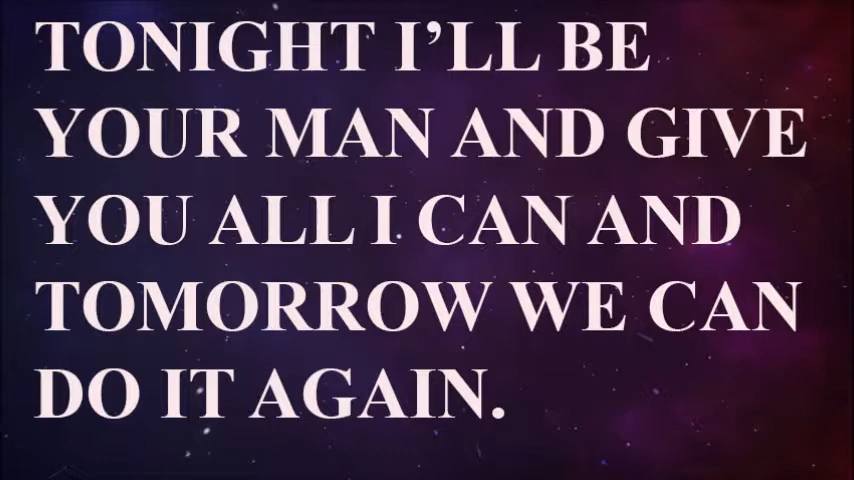 TONIGHT I’LL BE
YOUR MAN AND GIVE
YOU ALL I CAN AND
TOMORROW WE CAN
DO IT AGAIN.